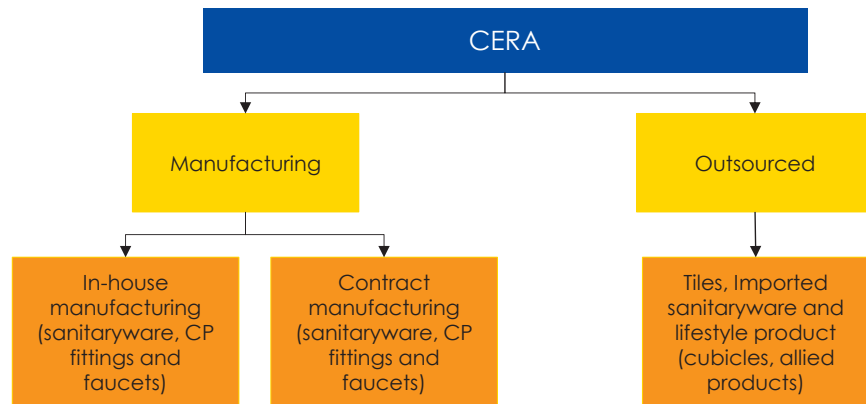 CERA
Manufacturing
Outsourced
In-house
manufacturing
(sanitaryware, CP
fittings and
faucets)
Contract
manufacturing
(sanitaryware, CP
fittings and
faucets)
Tiles, Imported
sanitaryware and
lifestyle product
(cubicles, allied
products)